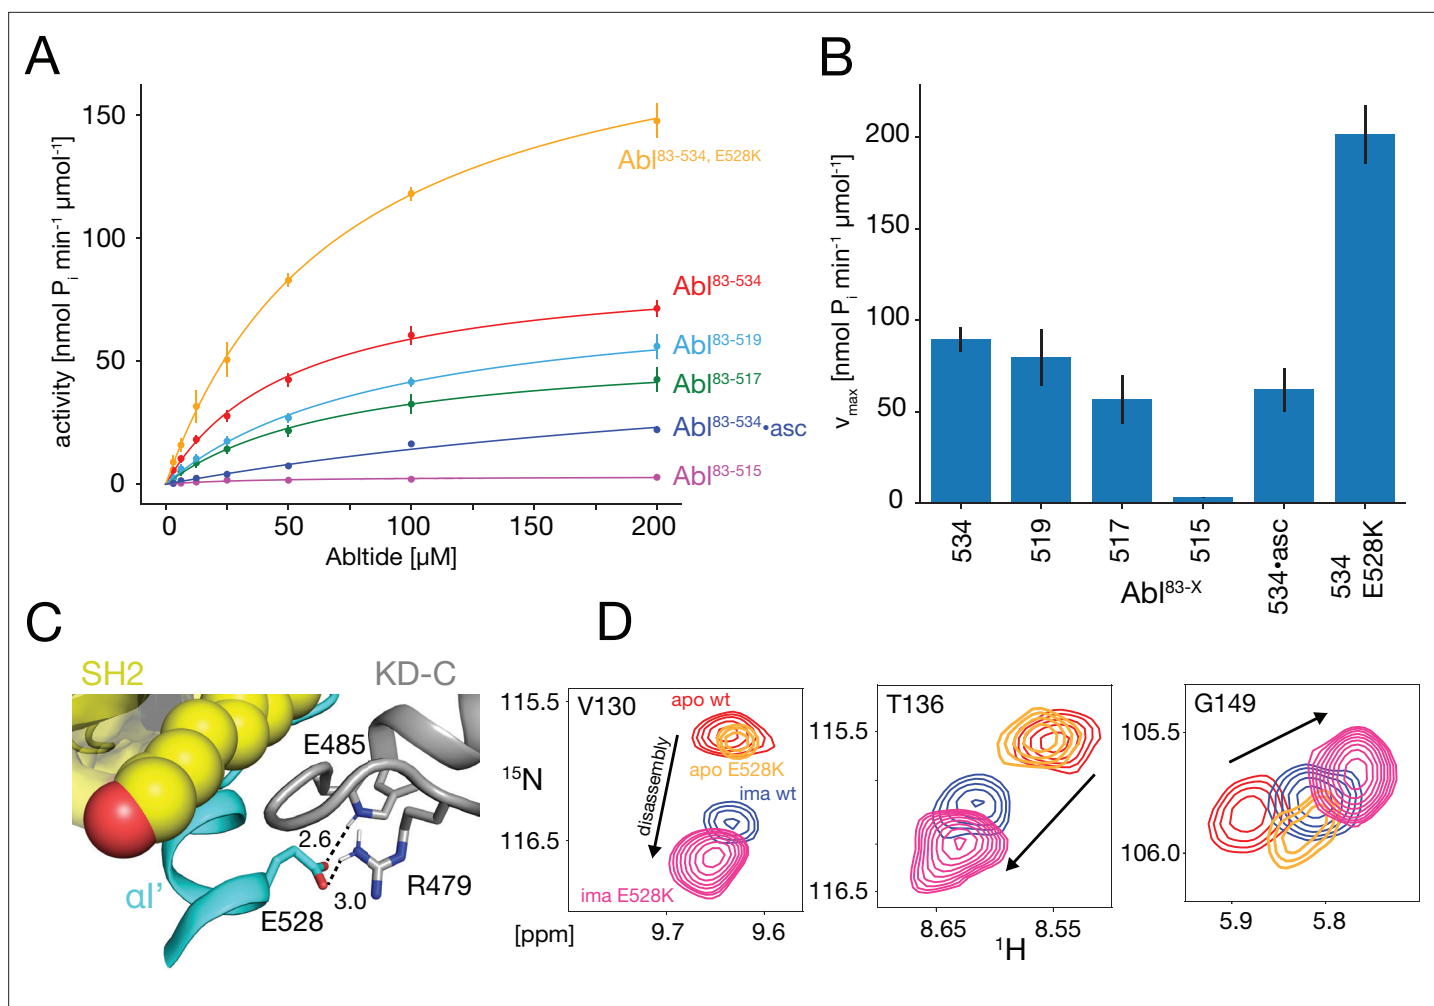 A
activity [nmol Pi min-1 µmol-1]
150
100
50
0
0
50
100
150
200
Abltide [µM]
Abl83-534, E528K
Abl83-534
Abl83-519
Abl83-517
Abl83-534•asc
Abl83-515
B
vmax [nmol Pi min-1 µmol-1]
200
150
100
50
0
534
519
517
515
534•asc
534
E528K
Abl83-X
C
SH2
KD-C
E485
2.6
3.0
R479
E528
αI'
D
15N
115.5
116.5
V130
apo wt
apo E528K
disassembly
ima wt
ima E528K
[ppm]
9.7
9.6
T136
115.5
116.5
8.65
8.55
1H
G149
105.5
106.0
5.9
5.8